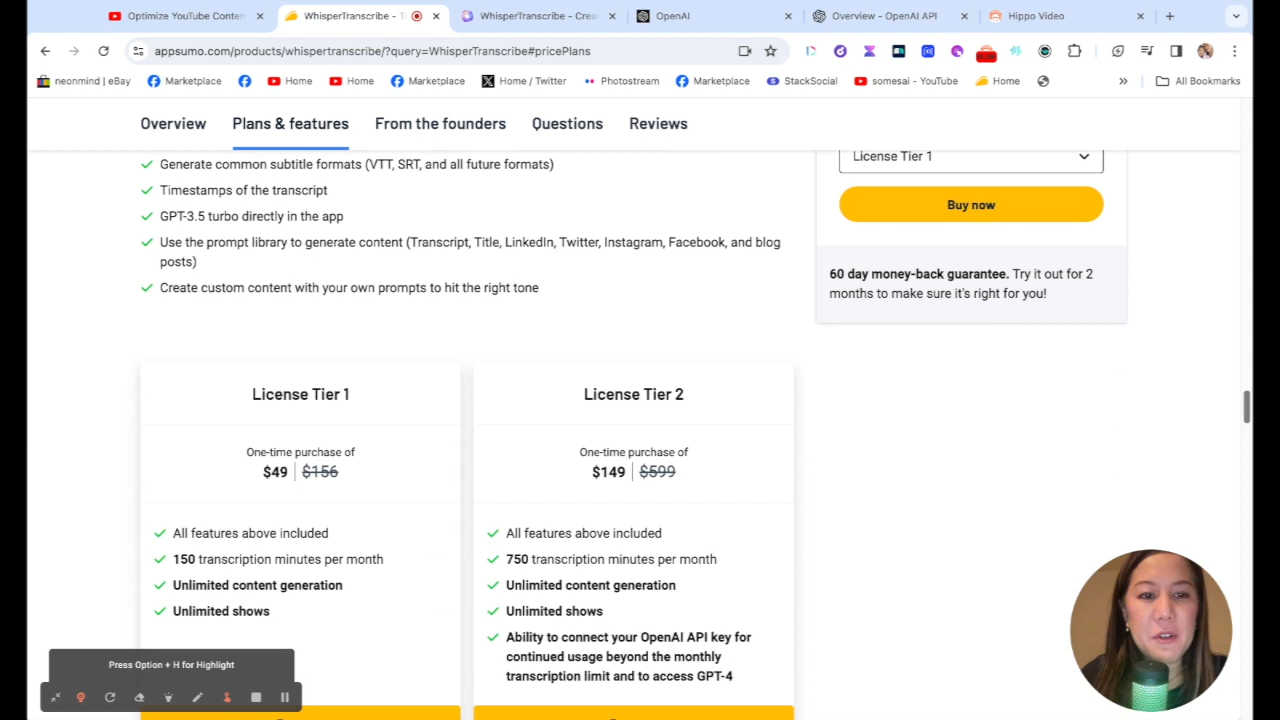 Optimize YouTube Conten
WhisperTranscribe - T
WhisperTranscribe - Crea
OpenAI
Overview - OpenAI API
Hippo Video
appsumo.com/products/whispertranscribe/?query=WhisperTranscribe#pricePlans
neonmind | eBay
Marketplace
Home
Home
Marketplace
Home / Twitter
Photostream
Marketplace
StackSocial
somesai - YouTube
Home
»
All Bookmarks
Overview
Plans & features
From the founders
Questions
Reviews
Generate common subtitle formats (VTT, SRT, and all future formats)
Timestamps of the transcript
GPT-3.5 turbo directly in the app
Use the prompt library to generate content (Transcript, Title, LinkedIn, Twitter, Instagram, Facebook, and blog
posts)
Create custom content with your own prompts to hit the right tone
License Tier 1
Buy now
60 day money-back guarantee. Try it out for 2
months to make sure it's right for you!
License Tier 1
One-time purchase of
$49 | $156
All features above included
150 transcription minutes per month
Unlimited content generation
Unlimited shows
License Tier 2
One-time purchase of
$149 | $599
All features above included
750 transcription minutes per month
Unlimited content generation
Unlimited shows
Ability to connect your OpenAI API key for
continued usage beyond the monthly
transcription limit and to access GPT-4
Press Option + H for Highlight